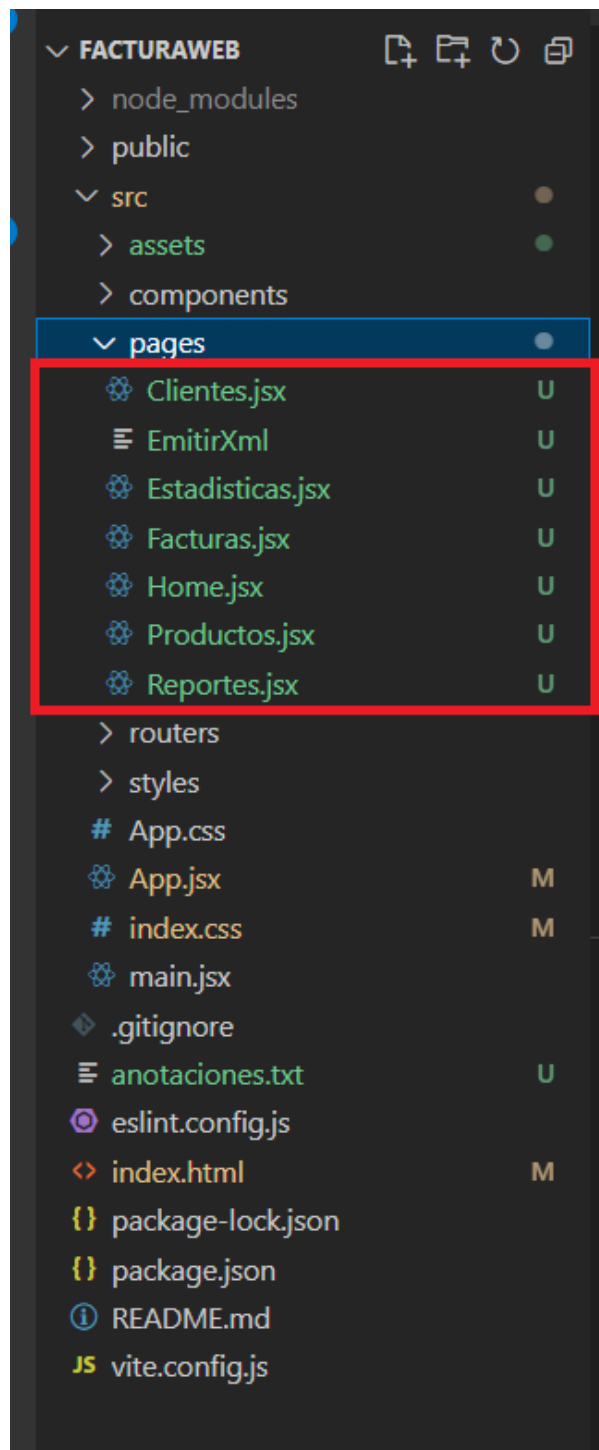 FACTURAWEB
node_modules
public
src
assets
components
pages
Clientes.jsx U
EmitirXml U
Estadisticas.jsx U
Facturas.jsx U
Home.jsx U
Productos.jsx U
Reportes.jsx U
routers
styles
# App.css
App.jsx M
# index.css M
main.jsx
.gitignore
anotaciones.txt U
eslint.config.js
<> index.html M
{} package-lock.json
{} package.json
README.md
JS vite.config.js